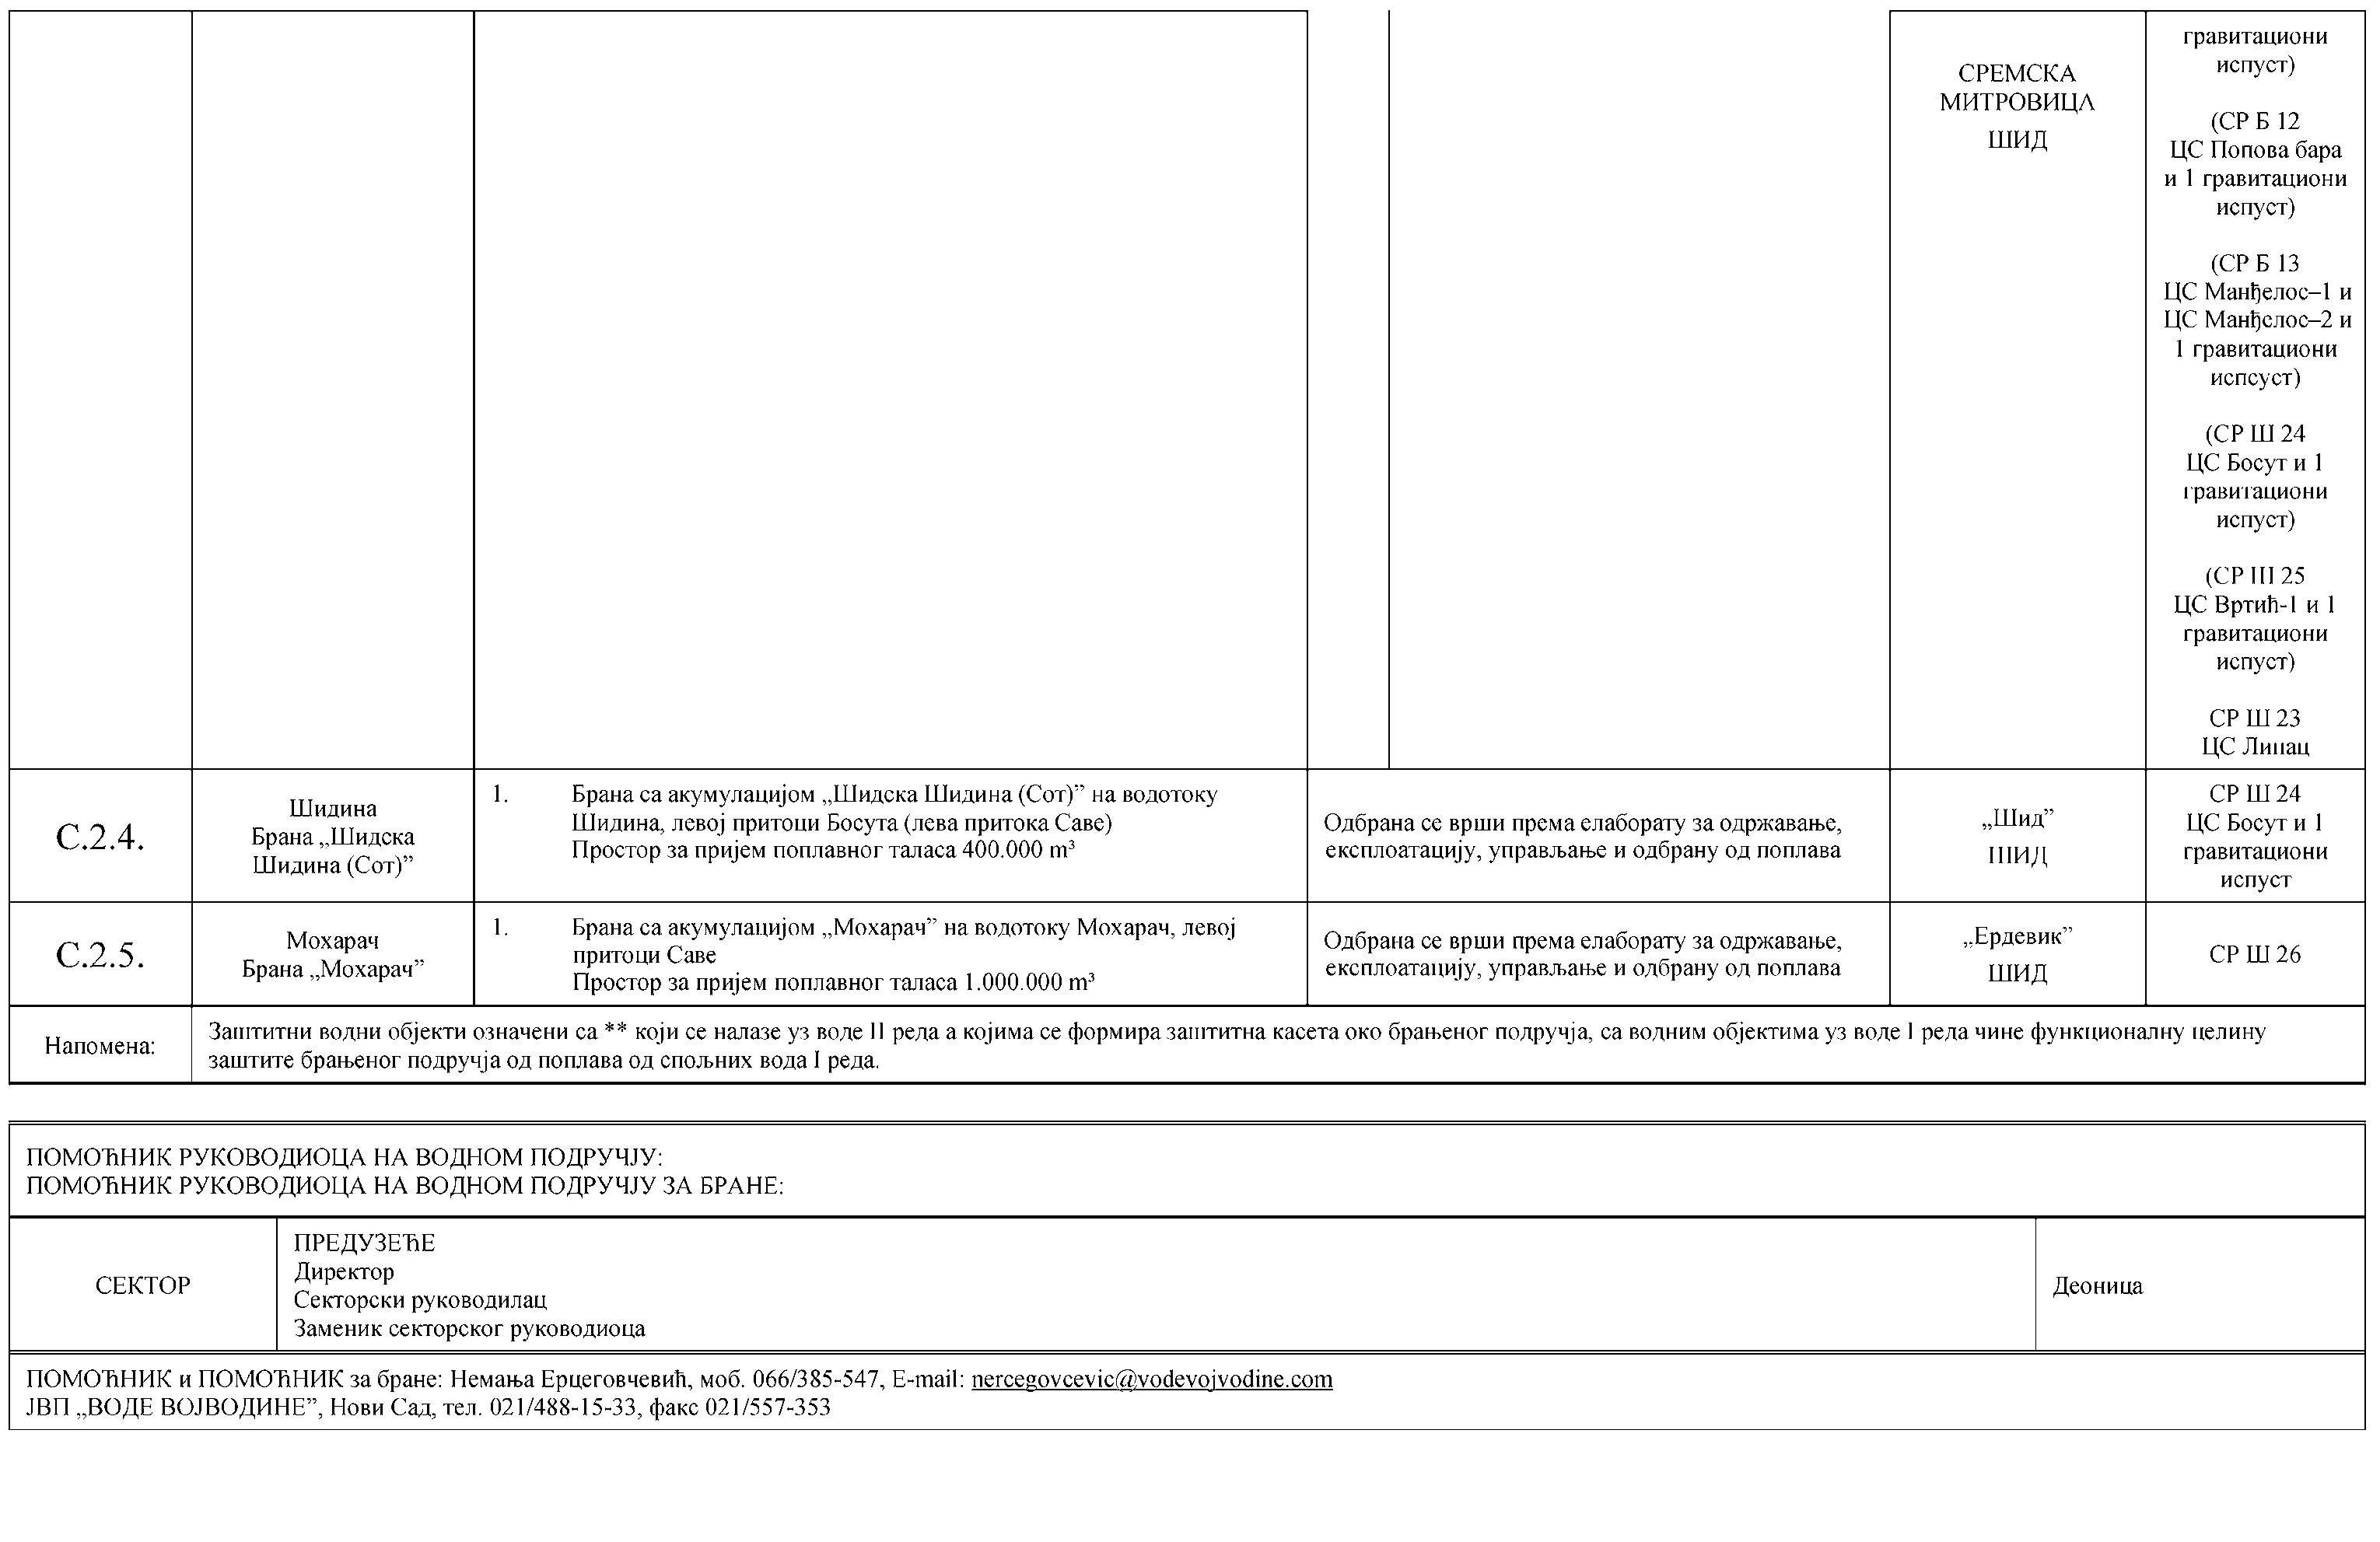 СРЕМСКА
МИТРОВИЦА
ШИД
гравитациони
испуст)
(СР Б 12
ЦС Попова бара
и 1 гравитациони
испуст)
(СР Б 13
ЦС Манђелос–1 и
ЦС Манђелос–2 и
1 гравитациони
испсуст)
(СР Ш 24
ЦС Босут и 1
гравитациони
испуст)
(СР Ш 25
ЦС Вртић-1 и 1
гравитациони
испуст)
СР Ш 23
ЦС Липац
С.2.4.
Шидина
Брана „Шидска
Шидина (Сот)”
1. Брана са акумулацијом „Шидска Шидина (Сот)” на водотоку
Шидина, левој притоци Босута (лева притока Саве)
Простор за пријем поплавног таласа 400.000 m³
Одбрана се врши према елаборату за одржавање,
експлоатацију, управљање и одбрану од поплава
„Шид”
ШИД
СР Ш 24
ЦС Босут и 1
гравитациони
испуст
С.2.5.
Мохарач
Брана „Мохарач”
1. Брана са акумулацијом „Мохарач” на водотоку Мохарач, левој
притоци Саве
Простор за пријем поплавног таласа 1.000.000 m³
Одбрана се врши према елаборату за одржавање,
експлоатацију, управљање и одбрану од поплава
„Ердевик”
ШИД
СР Ш 26
Напомена:
Заштитни водни објекти означени са ** који се налазе уз воде II реда а којима се формира заштитна касета око брањеног подручја, са водним објектима уз воде I реда чине функционалну целину
заштите брањеног подручја од поплава од спољних вода I реда.
ПОМОЋНИК РУКОВОДИОЦА НА ВОДНОМ ПОДРУЧЈУ:
ПОМОЋНИК РУКОВОДИОЦА НА ВОДНОМ ПОДРУЧЈУ ЗА БРАНЕ:
СЕКТОР
ПРЕДУЗЕЋЕ
Директор
Секторски руководилац
Заменик секторског руководиоца
Деоница
ПОМОЋНИК и ПОМОЋНИК за бране: Немања Ерцеговчевић, моб. 066/385-547, E-mail: nercegovcevic@vodevojvodine.com
ЈВП „ВОДЕ ВОЈВОДИНЕ”, Нови Сад, тел. 021/488-15-33, факс 021/557-353